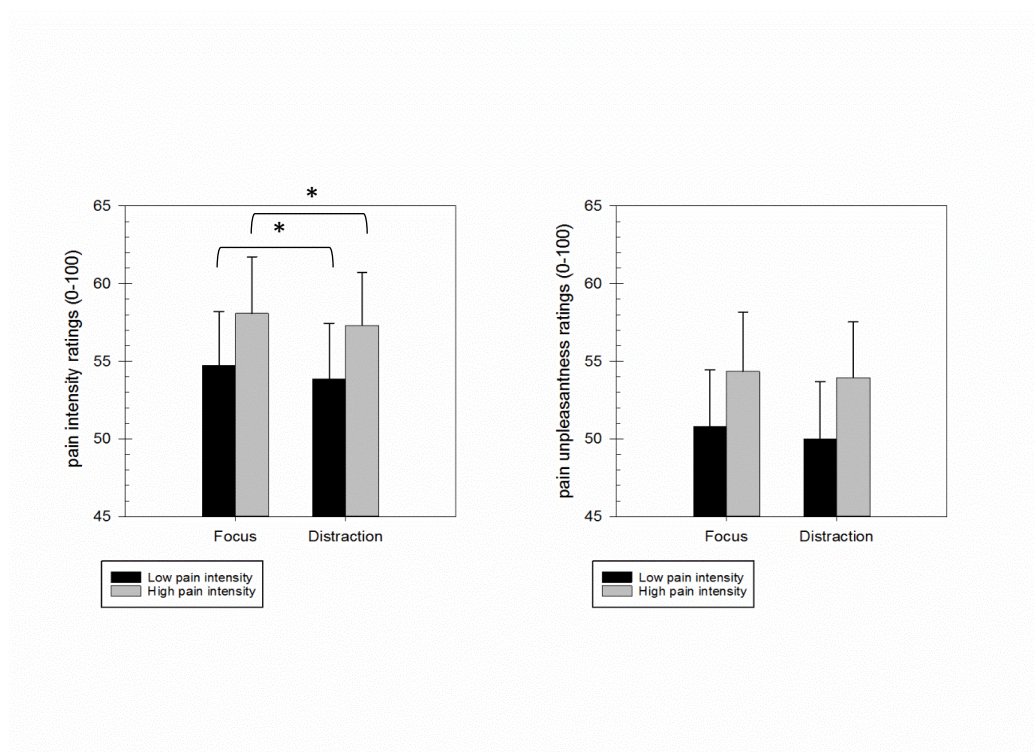 *
*
65
60
55
50
45
pain intensity ratings (0-100)
Focus Distraction
Low pain intensity
High pain intensity
65
60
55
50
45
pain unpleasantness ratings (0-100)
Focus Distraction
Low pain intensity
High pain intensity